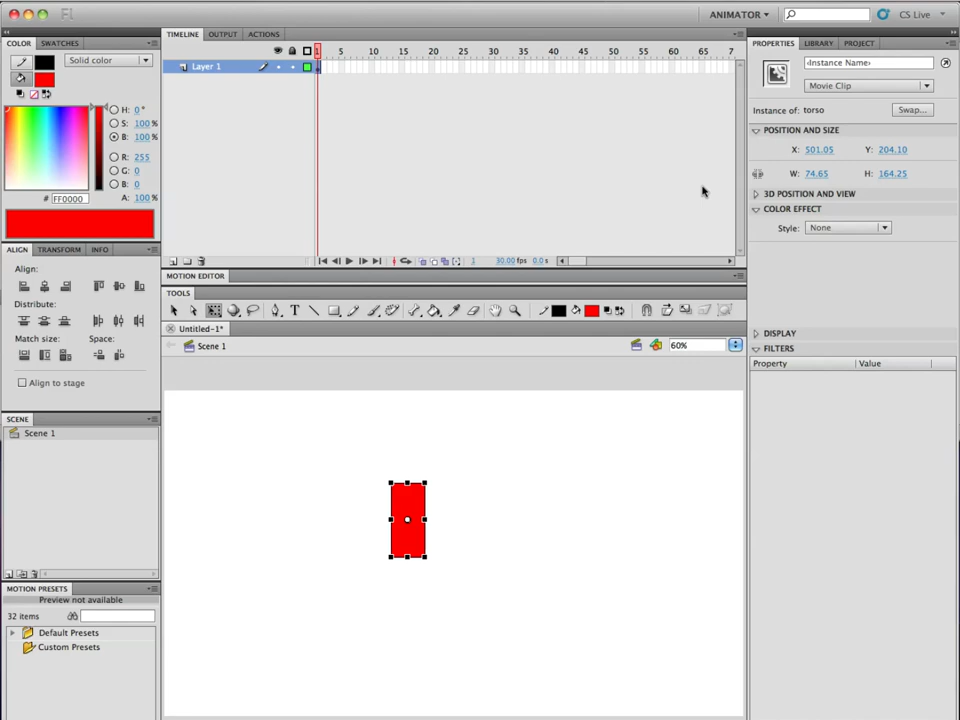 Fl
ANIMATOR
CS Live
COLOR SWATCHES
Solid color
H: 0 °
S: 100 %
B: 100 %
R: 255
G: 0
B: 0
# FF0000
A: 100 %
ALIGN TRANSFORM INFO
Align:
Distribute:
Match size: Space:
Align to stage
SCENE
Scene 1
MOTION PRESETS
Preview not available
32 items
Default Presets
Custom Presets
TIMELINE OUTPUT ACTIONS
1 5 10 15 20 25 30 35 40 45 50 55 60 65 7
Layer 1
1 30.00 fps 0.0 s
MOTION EDITOR
TOOLS
Untitled-1*
Scene 1
60%
PROPERTIES LIBRARY PROJECT
<Instance Name>
Movie Clip
Instance of: torso Swap...
POSITION AND SIZE
X: 501.05 Y: 204.10
W: 74.65 H: 164.25
3D POSITION AND VIEW
COLOR EFFECT
Style: None
DISPLAY
FILTERS
Property Value